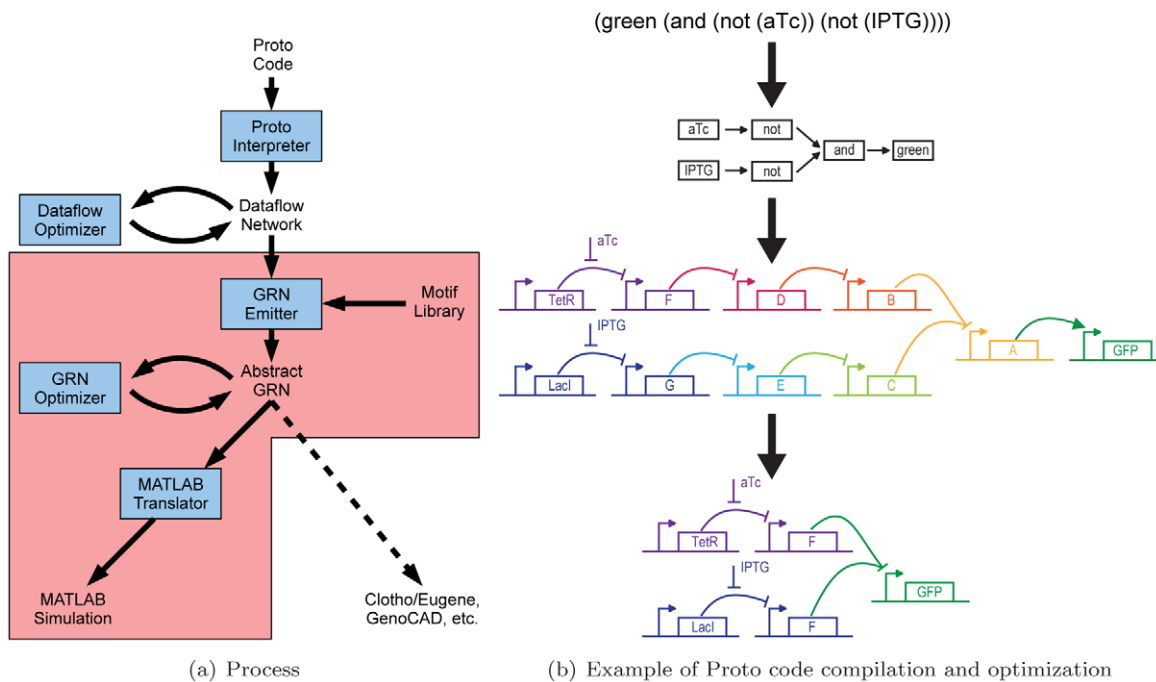 Proto
Code
Proto
Interpreter
Dataflow
Optimizer
Dataflow
Network
GRN
Emitter
Motif
Library
GRN
Optimizer
Abstract
GRN
MATLAB
Translator
MATLAB
Simulation
Clotho/Eugene,
GenoCAD, etc.
(a) Process
(green (and (not (aTc)) (not (IPTG))))
aTc
not
and
green
IPTG
not
aTc
TetR
F
D
B
IPTG
A
GFP
LacI
G
E
C
aTc
TetR
F
IPTG
GFP
LacI
F
(b) Example of Proto code compilation and optimization